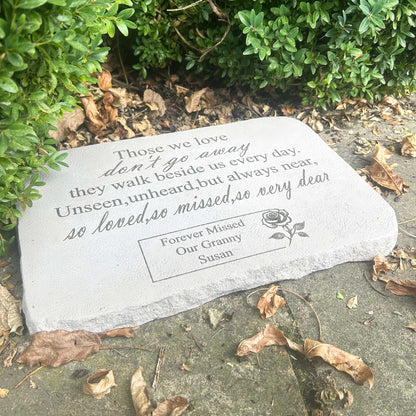 Those we love
don't go away
they walk beside us every day.
Unseen,unheard,but always near,
so loved,so missed,so very dear
Forever Missed
Our Granny
Susan